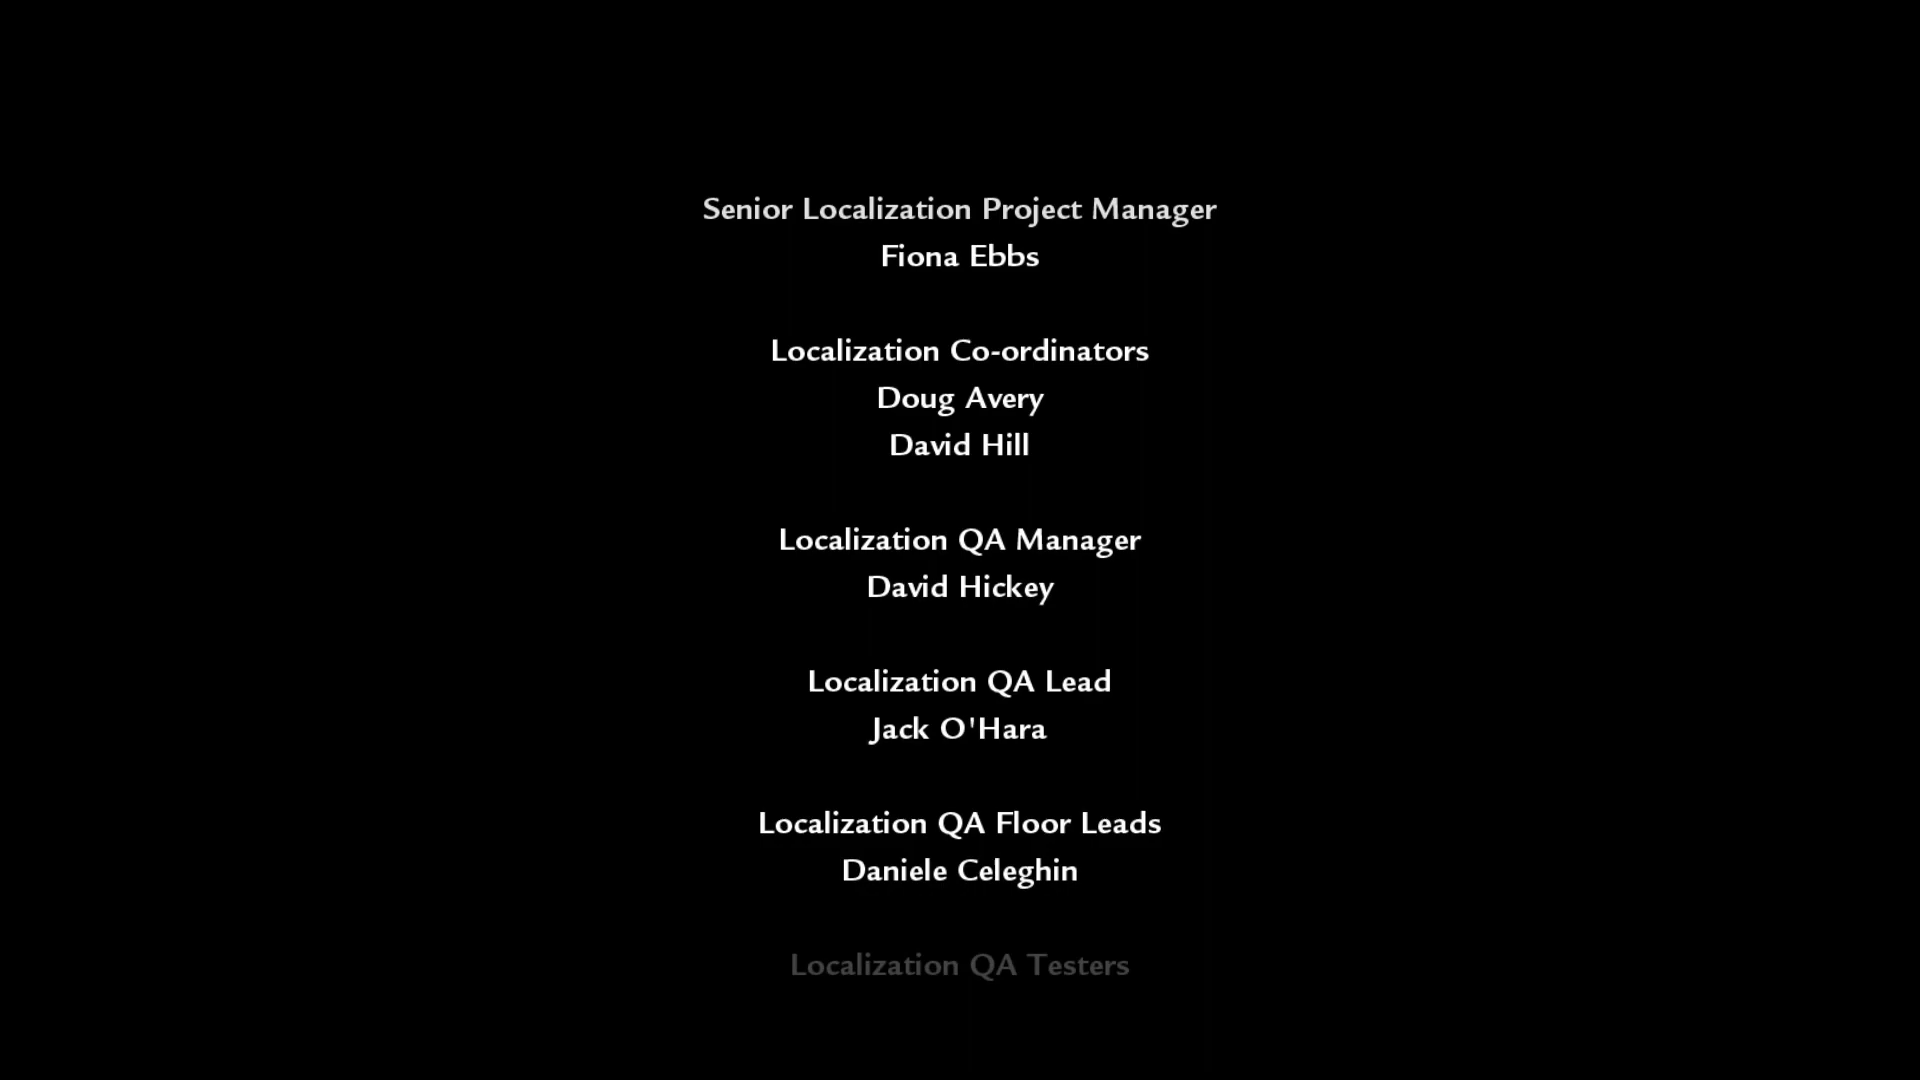 Senior Localization Project Manager
Fiona Ebbs
Localization Co-ordinators
Doug Avery
David Hill
Localization QA Manager
David Hickey
Localization QA Lead
Jack O'Hara
Localization QA Floor Leads
Daniele Celeghin
Localization QA Testers